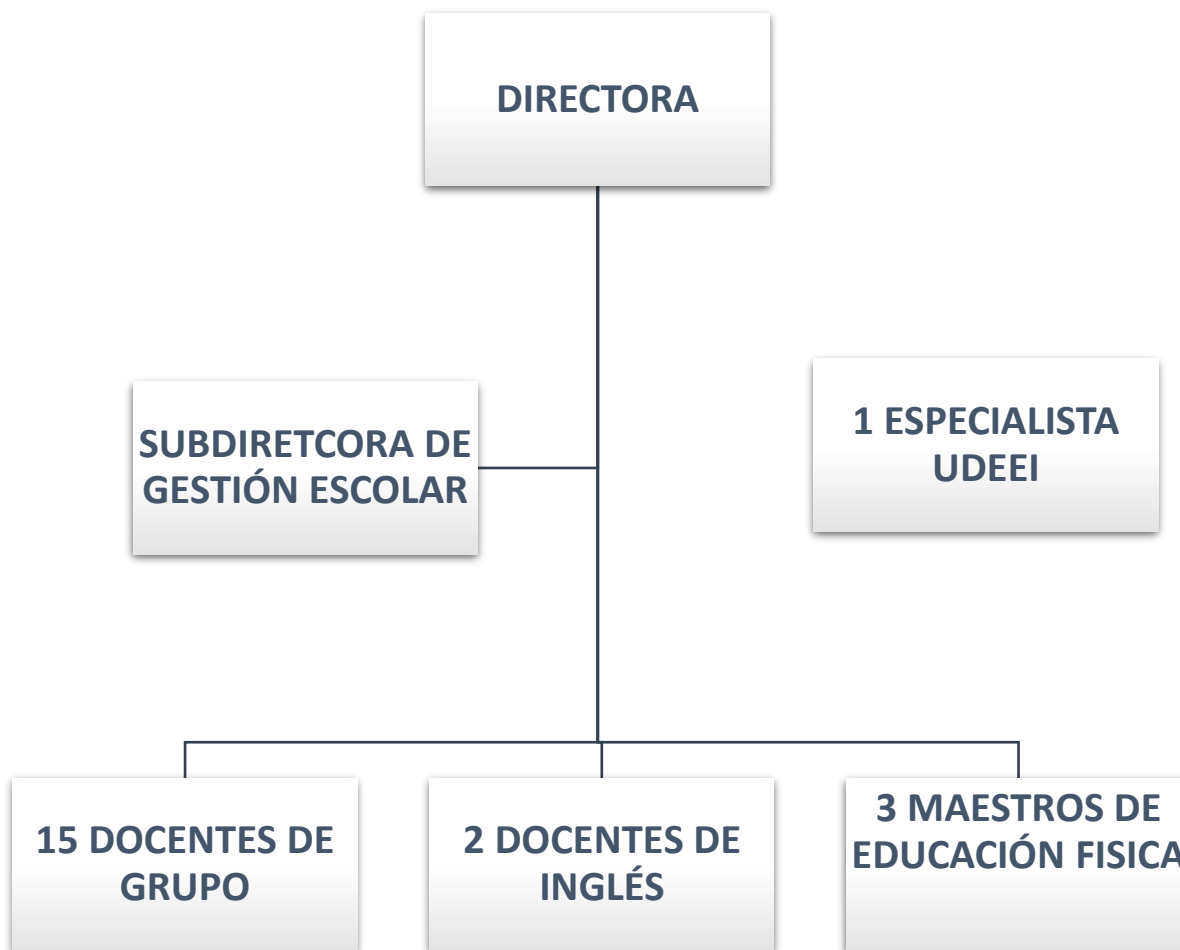 DIRECTORA
SUBDIRETCORA DE
GESTIÓN ESCOLAR
1 ESPECIALISTA
UDEEI
15 DOCENTES DE
GRUPO
2 DOCENTES DE
INGLÉS
3 MAESTROS DE
EDUCACIÓN FISICA